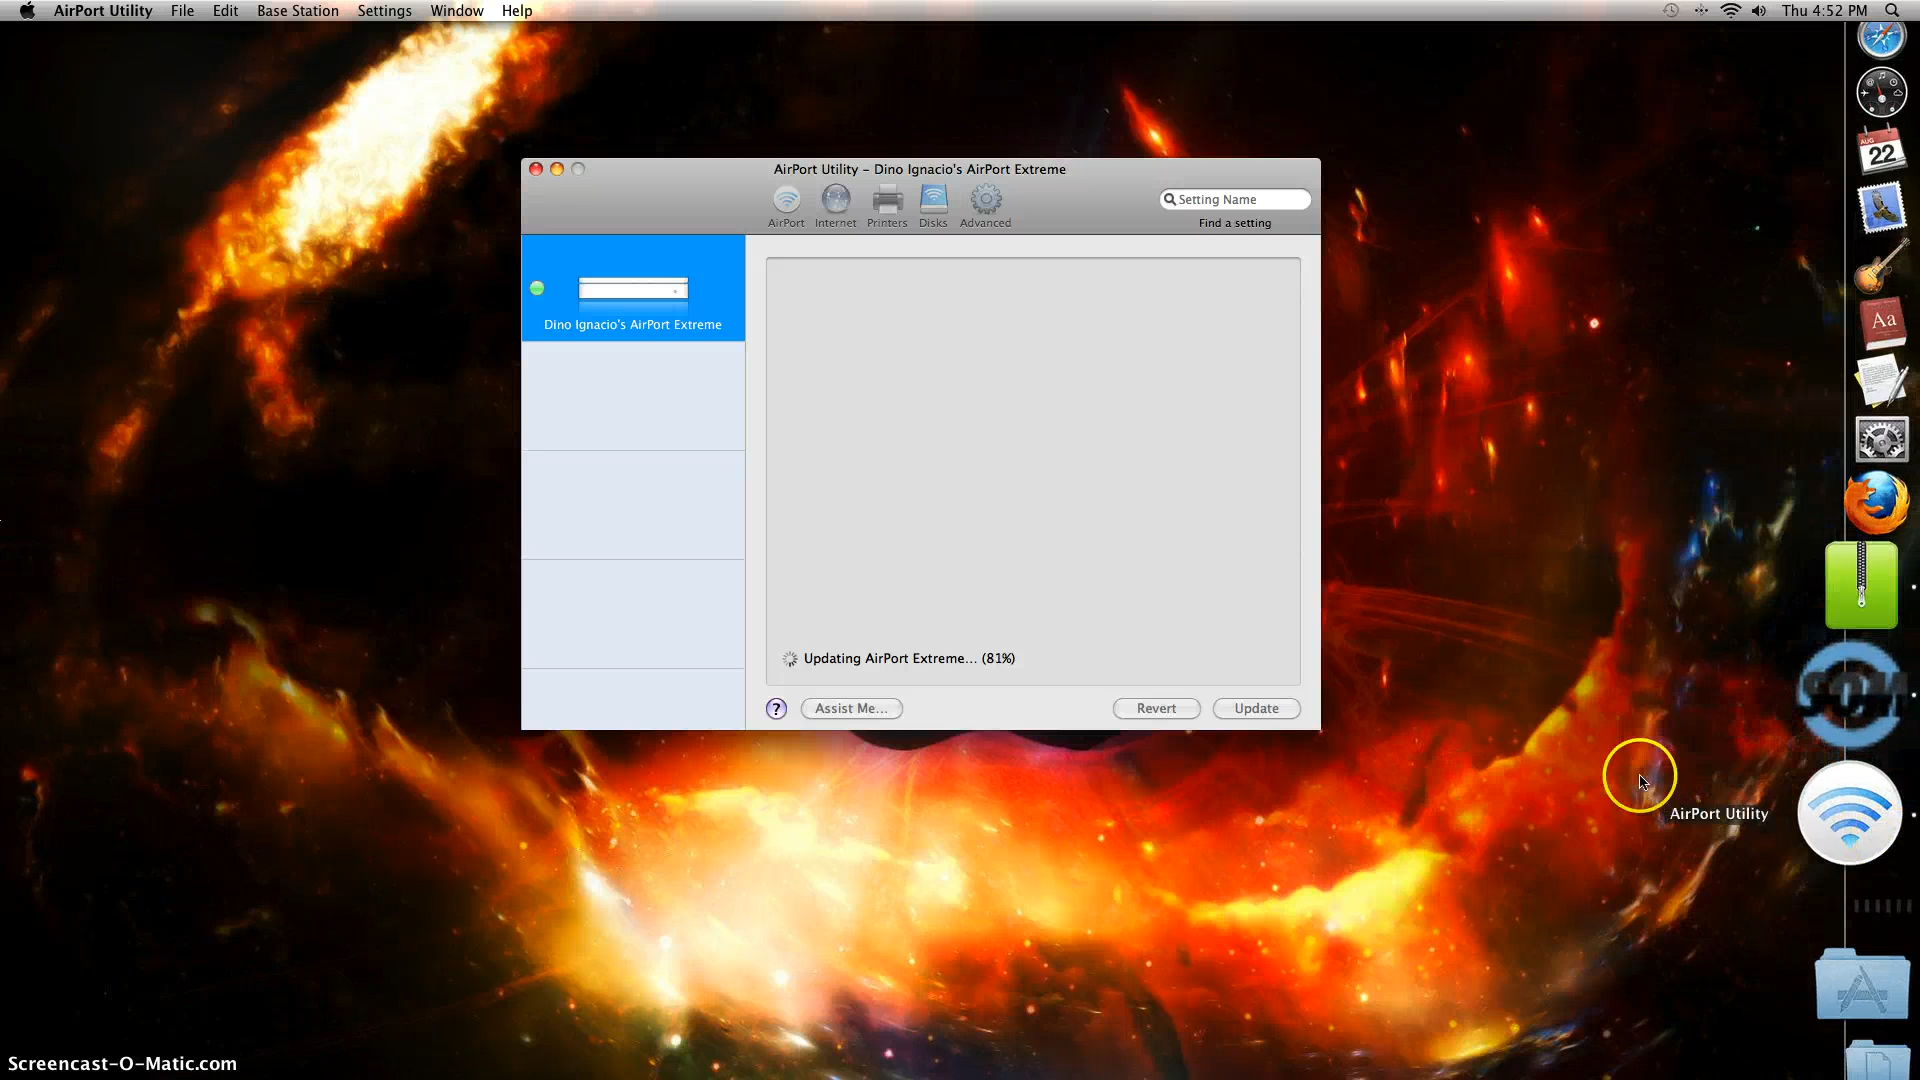 AirPort Utility File Edit Base Station Settings Window Help Thu 4:52 PM
AirPort Utility – Dino Ignacio's AirPort Extreme
AirPort Internet Printers Disks Advanced
Setting Name
Find a setting
Dino Ignacio's AirPort Extreme
Updating AirPort Extreme... (81%)
? Assist Me... Revert Update
AUG
22
Aa
AirPort Utility
Screencast-O-Matic.com